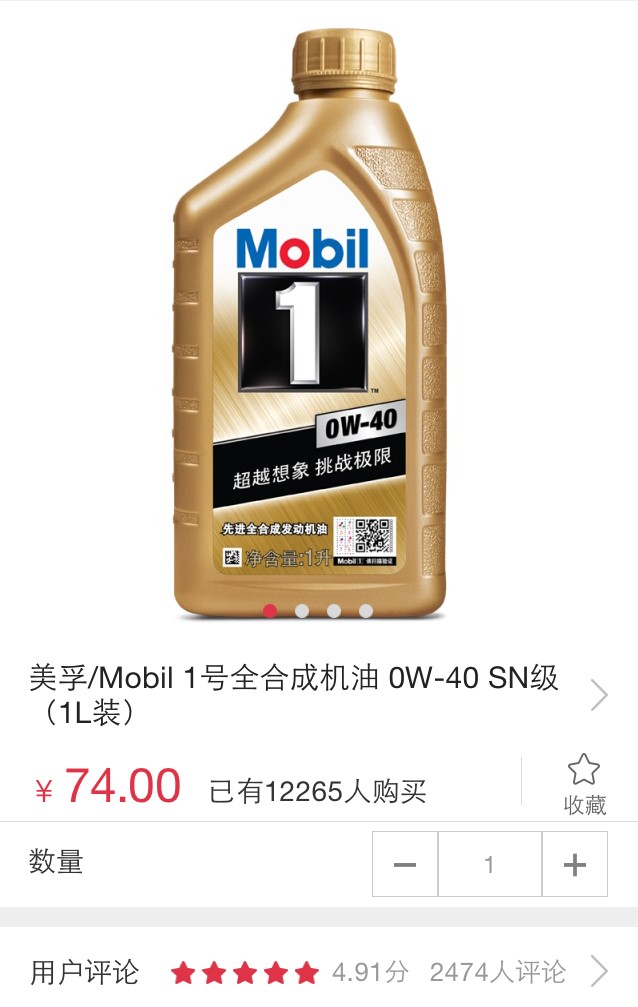 Mobil
1
TM
0W-40
超越想象 挑战极限
先进全合成发动机油
净含量:1升
Mobil 1
美孚/Mobil 1号全合成机油 0W-40 SN级
（1L装）
¥ 74.00 已有12265人购买
收藏
数量
1
用户评论 4.91分 2474人评论